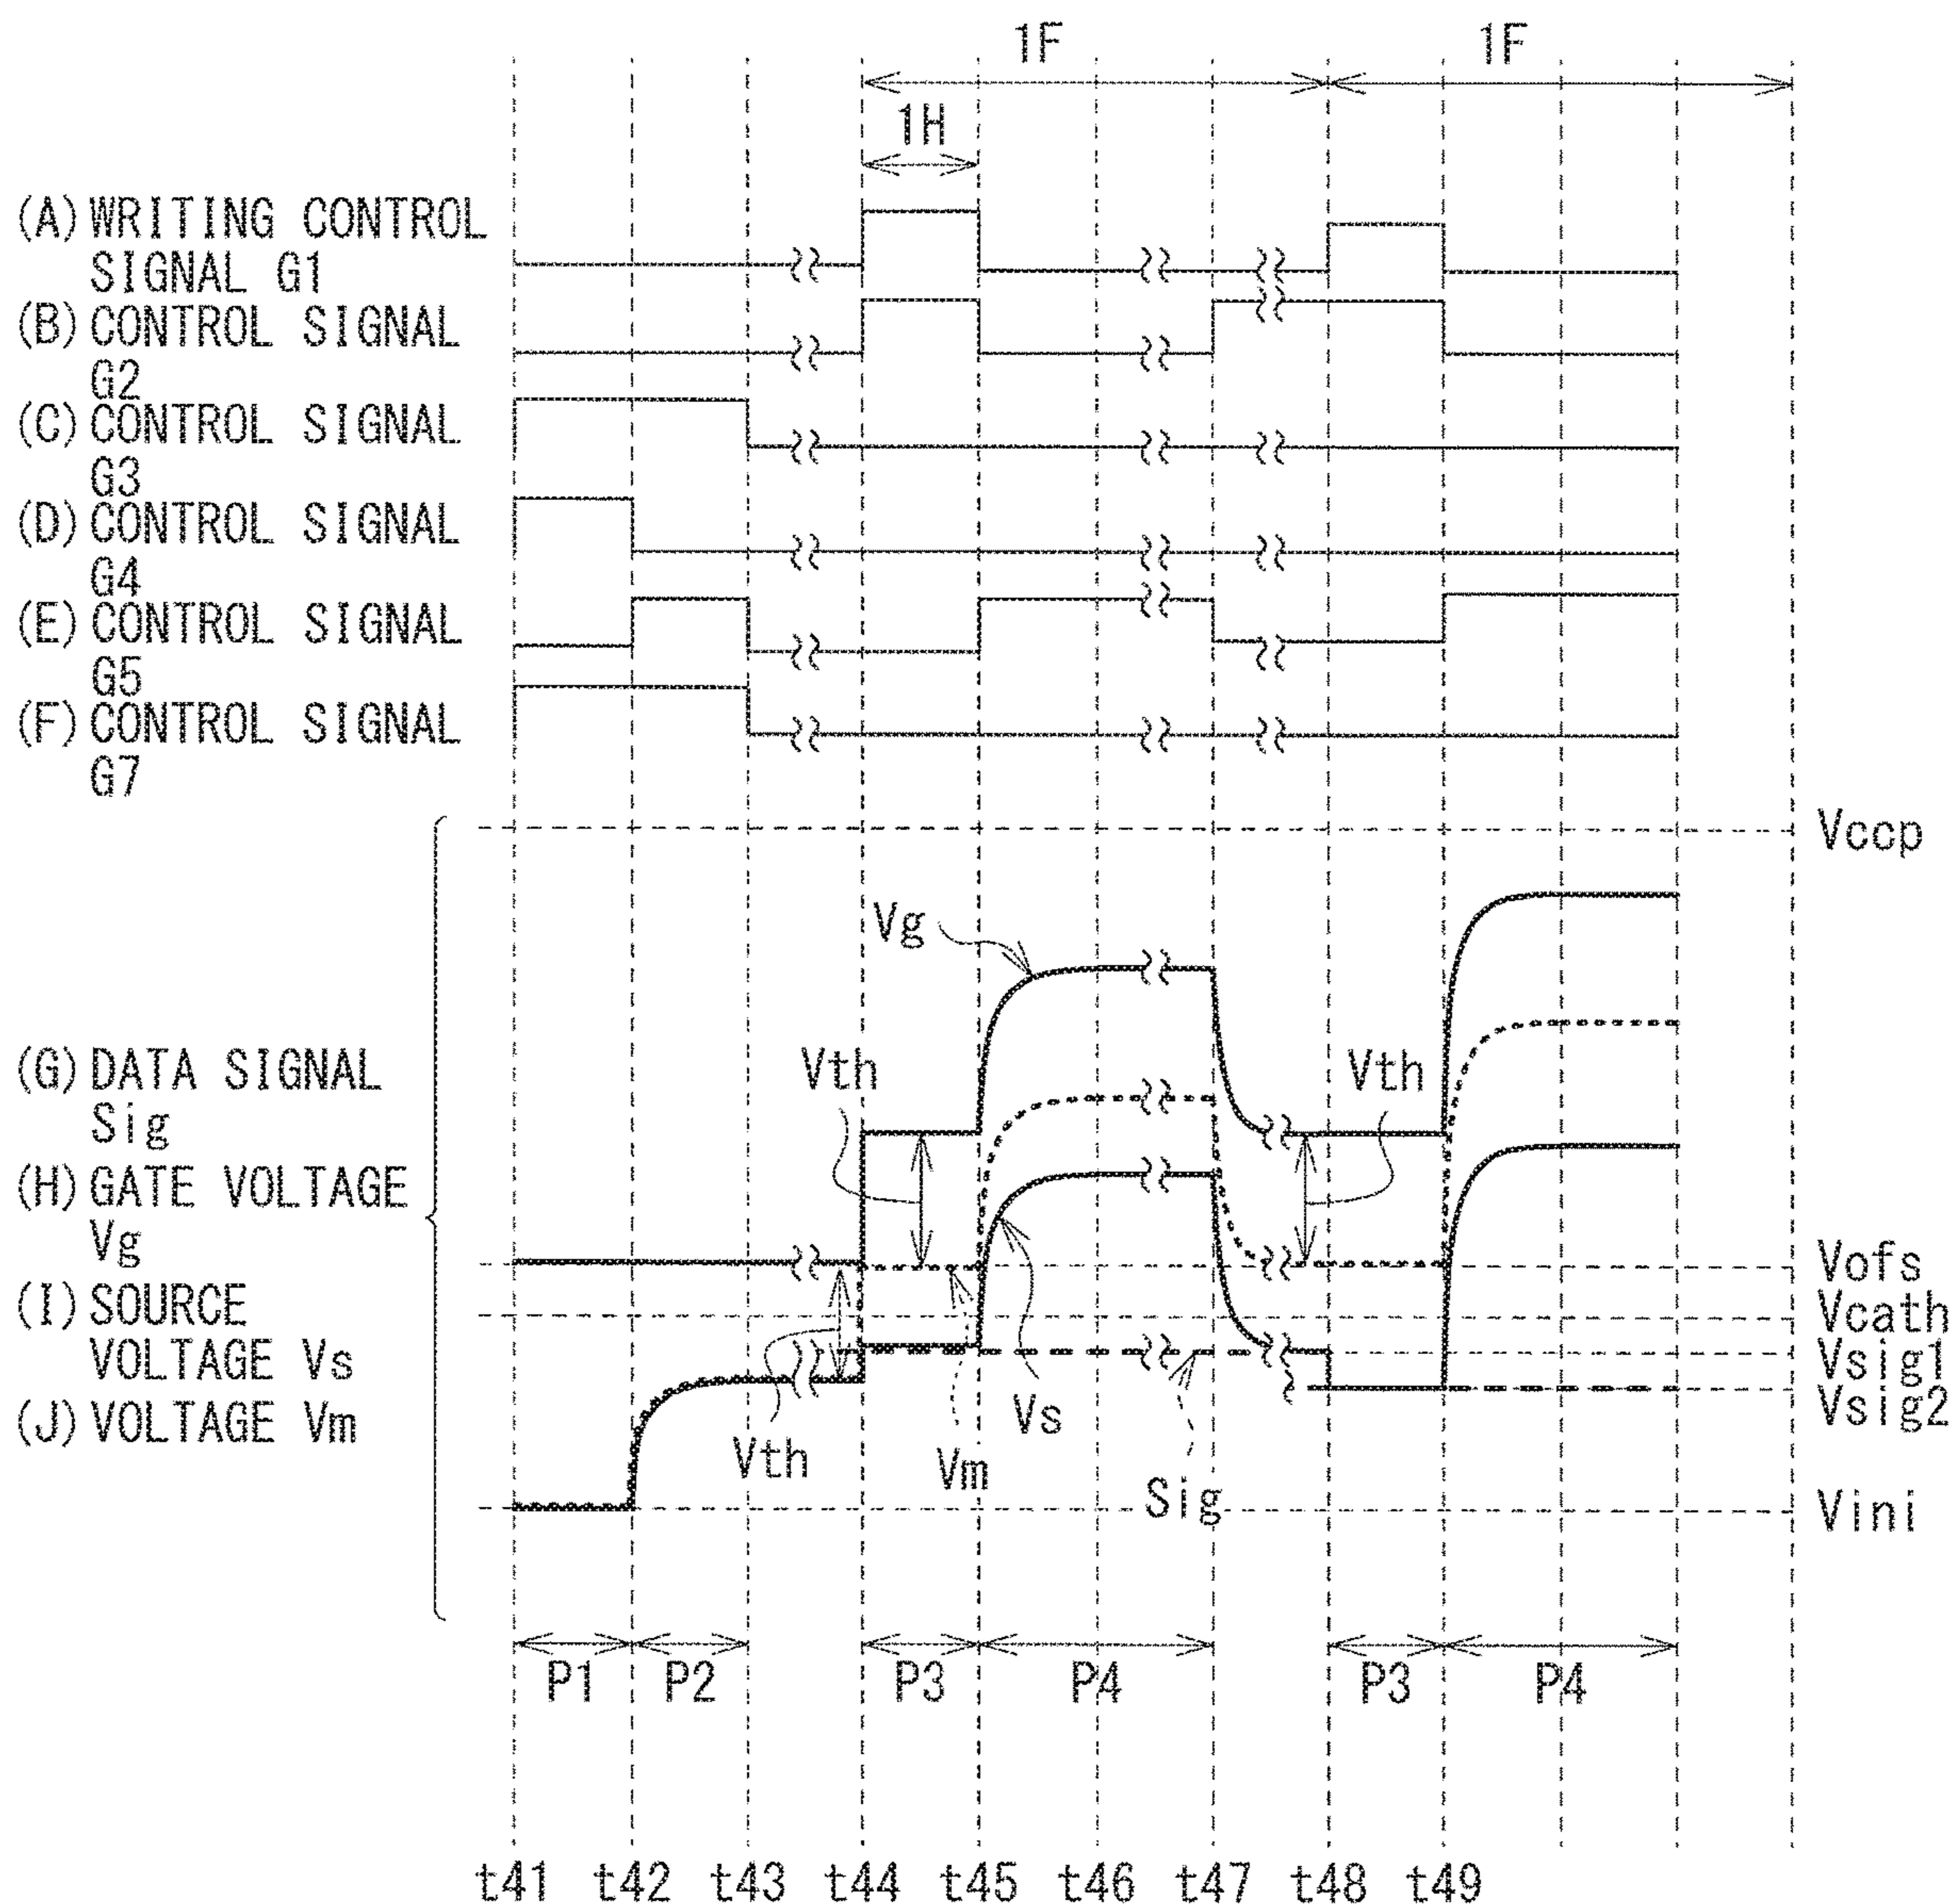 1F 1F
1H
(A) WRITING CONTROL
SIGNAL G1
(B) CONTROL SIGNAL
G2
(C) CONTROL SIGNAL
G3
(D) CONTROL SIGNAL
G4
(E) CONTROL SIGNAL
G5
(F) CONTROL SIGNAL
G7
Vccp
Vg
(G) DATA SIGNAL
Sig
Vth Vth
(H) GATE VOLTAGE
Vg
Vofs
(I) SOURCE
VOLTAGE Vs
Vcath
Vsig1
Vsig2
(J) VOLTAGE Vm
Vth Vm Vs Sig
Vini
P1 P2 P3 P4 P3 P4
t41 t42 t43 t44 t45 t46 t47 t48 t49